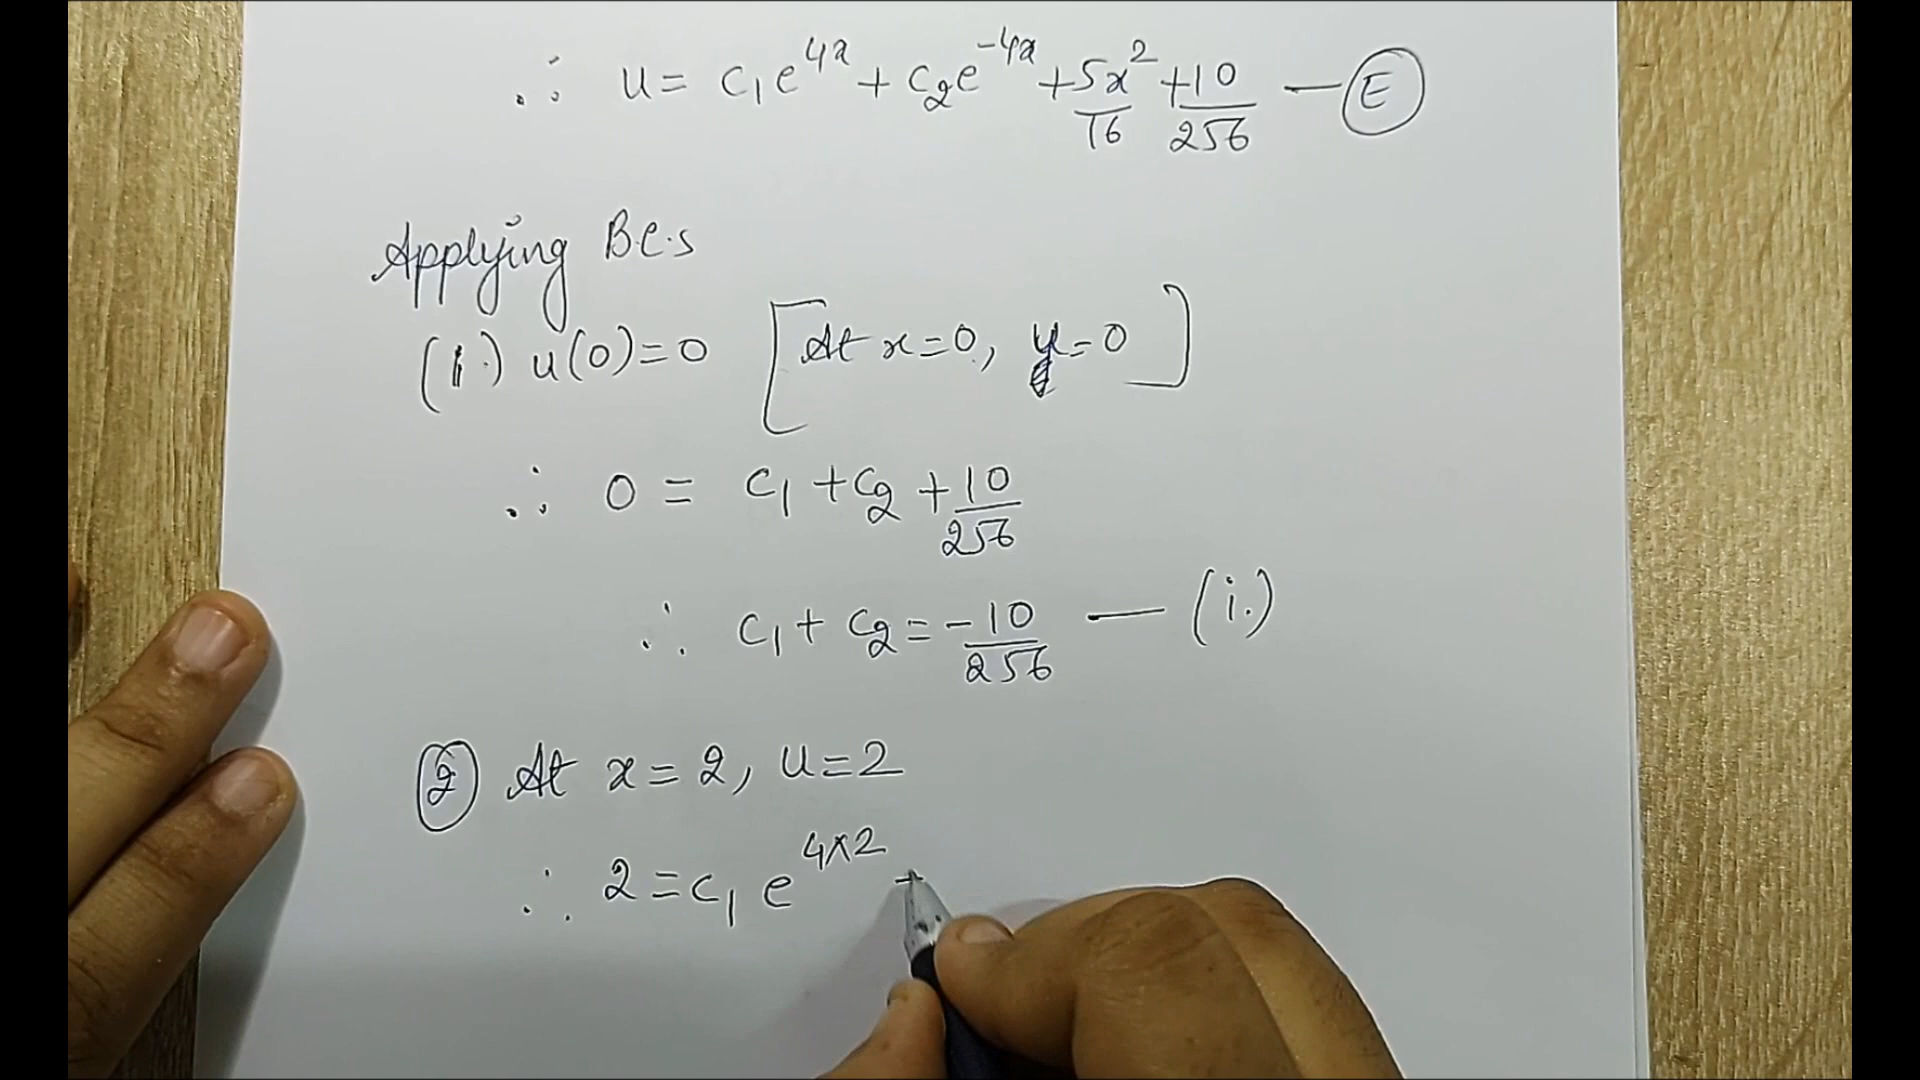 ∴ u = c₁e^{4x} + c₂e^{-4x} + 5x²/16 + 10/256 — (E)
Applying B.C.s
(i.) u(0)=0 [At x=0, y=0]
∴ 0 = c₁ + c₂ + 10/256
∴ c₁ + c₂ = -10/256 — (i.)
(2) At x = 2, u=2
∴ 2 = c₁ e^{4×2} +